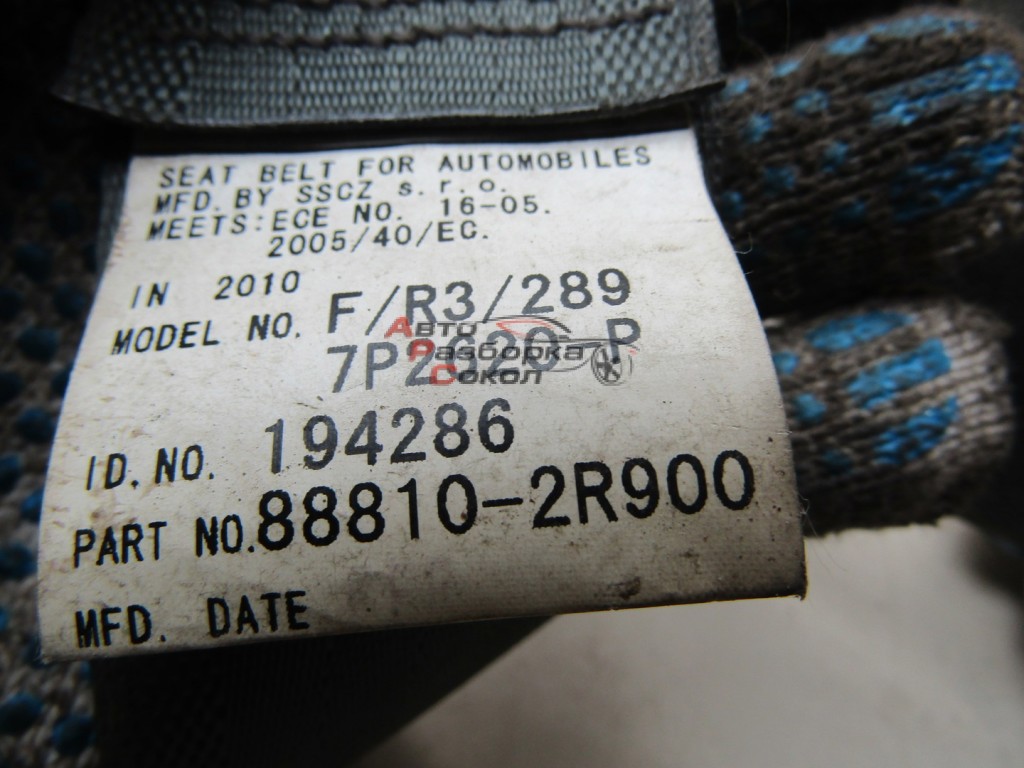 SEAT BELT FOR AUTOMOBILES
MFD. BY SSCZ s. r. o.
MEETS: ECE NO. 16-05.
2005/40/EC.
IN 2010
MODEL NO. F/R3/289
7P2620-P
ID. NO. 194286
PART NO. 88810-2R900
MFD. DATE
Авто
Разборка
Сокол